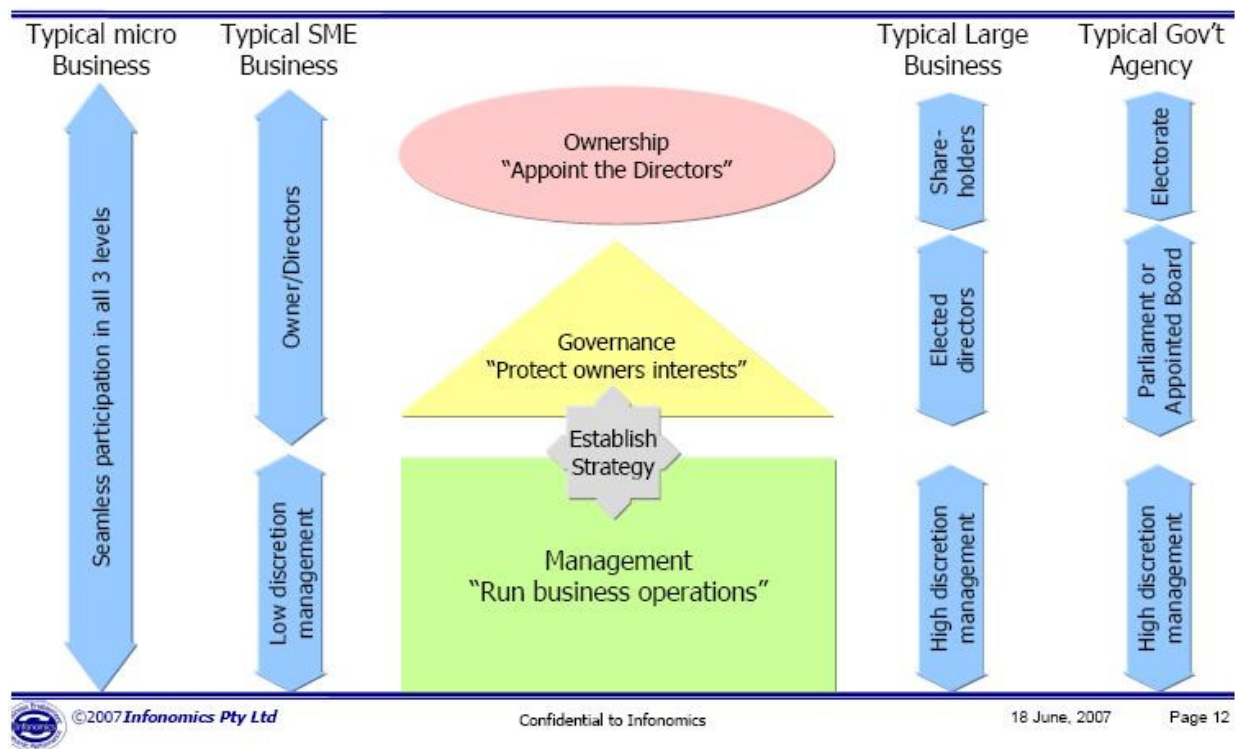 Typical micro
Business
Typical SME
Business
Typical Large
Business
Typical Gov't
Agency
Seamless participation in all 3 levels
Owner/Directors
Low discretion
management
Ownership
“Appoint the Directors”
Governance
“Protect owners interests”
Establish
Strategy
Management
“Run business operations”
Share-
holders
Elected
directors
High discretion
management
Electorate
Parliament or
Appointed Board
High discretion
management
©2007 Infonomics Pty Ltd
Confidential to Infonomics
18 June, 2007
Page 12